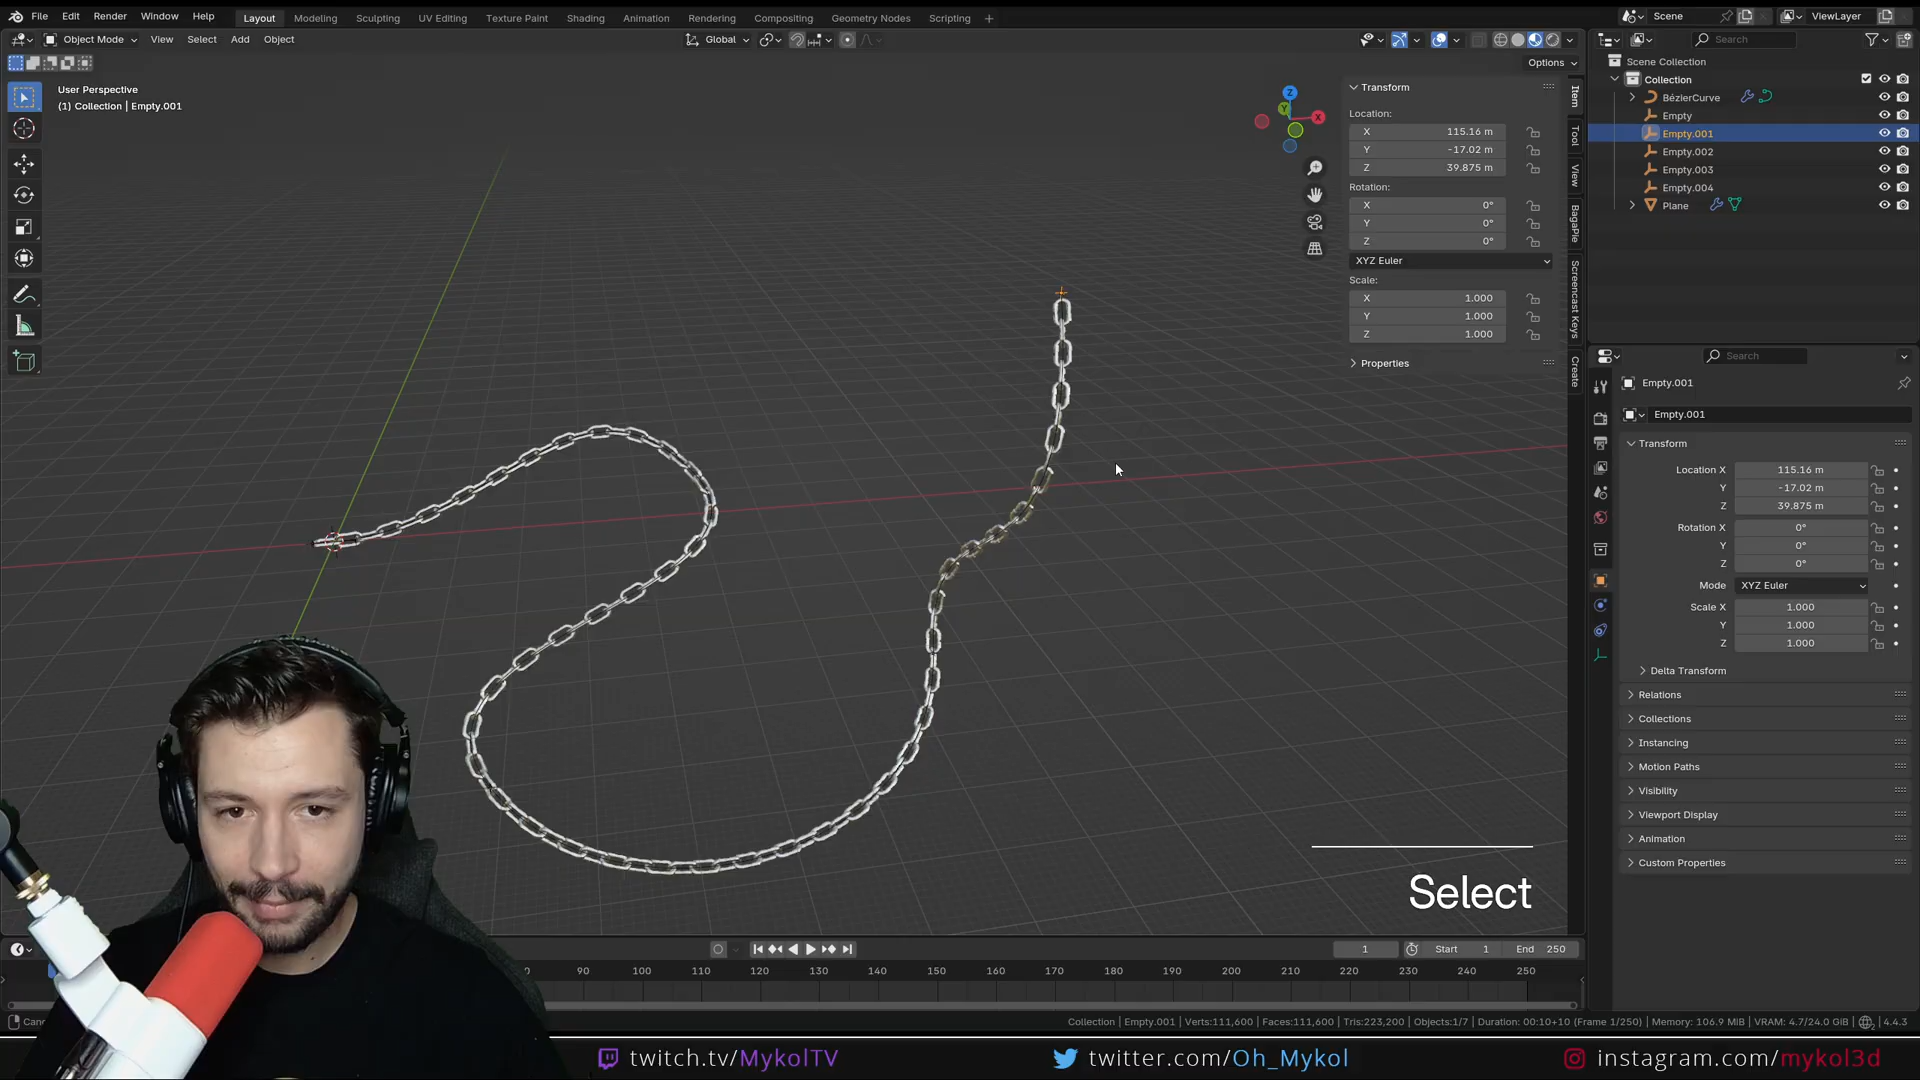 File Edit Render Window Help Layout Modeling Sculpting UV Editing Texture Paint Shading Animation Rendering Compositing Geometry Nodes Scripting Scene ViewLayer
Object Mode View Select Add Object Global Search
Options
User Perspective
(1) Collection | Empty.001
Z
Y
X
Transform
Location:
X 115.16 m
Y -17.02 m
Z 39.875 m
Rotation:
X 0°
Y 0°
Z 0°
XYZ Euler
Scale:
X 1.000
Y 1.000
Z 1.000
Properties
Item
Tool
View
BagaPie
Screencast Keys
Create
Scene Collection
Collection
BézierCurve
Empty
Empty.001
Empty.002
Empty.003
Empty.004
Plane
Search
Empty.001
Empty.001
Transform
Location X 115.16 m
Y -17.02 m
Z 39.875 m
Rotation X 0°
Y 0°
Z 0°
Mode XYZ Euler
Scale X 1.000
Y 1.000
Z 1.000
Delta Transform
Relations
Collections
Instancing
Motion Paths
Visibility
Viewport Display
Animation
Custom Properties
Select
1 Start 1 End 250
90 100 110 120 130 140 150 160 170 180 190 200 210 220 230 240 250
Collection | Empty.001 | Verts:111,600 | Faces:111,600 | Tris:223,200 | Objects:1/7 | Duration: 00:10+10 (Frame 1/250) | Memory: 106.9 MiB | VRAM: 4.7/24.0 GiB | 4.4.3
twitch.tv/MykolTV twitter.com/Oh_Mykol instagram.com/mykol3d